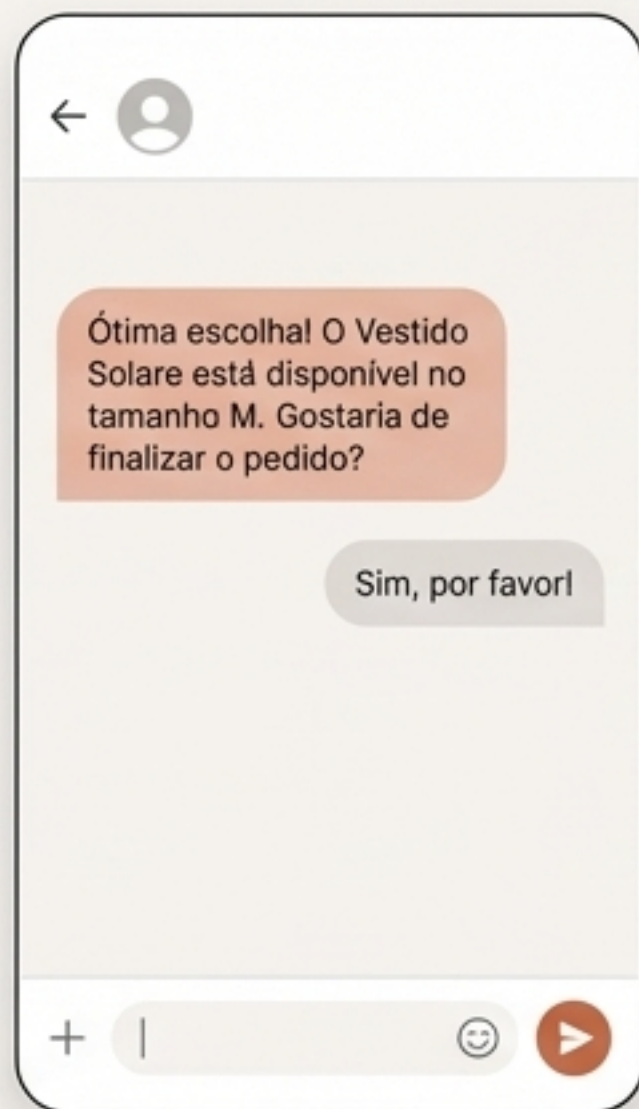 Ótima escolha! O Vestido
Solare está disponível no
tamanho M. Gostaria de
finalizar o pedido?
Sim, por favor!